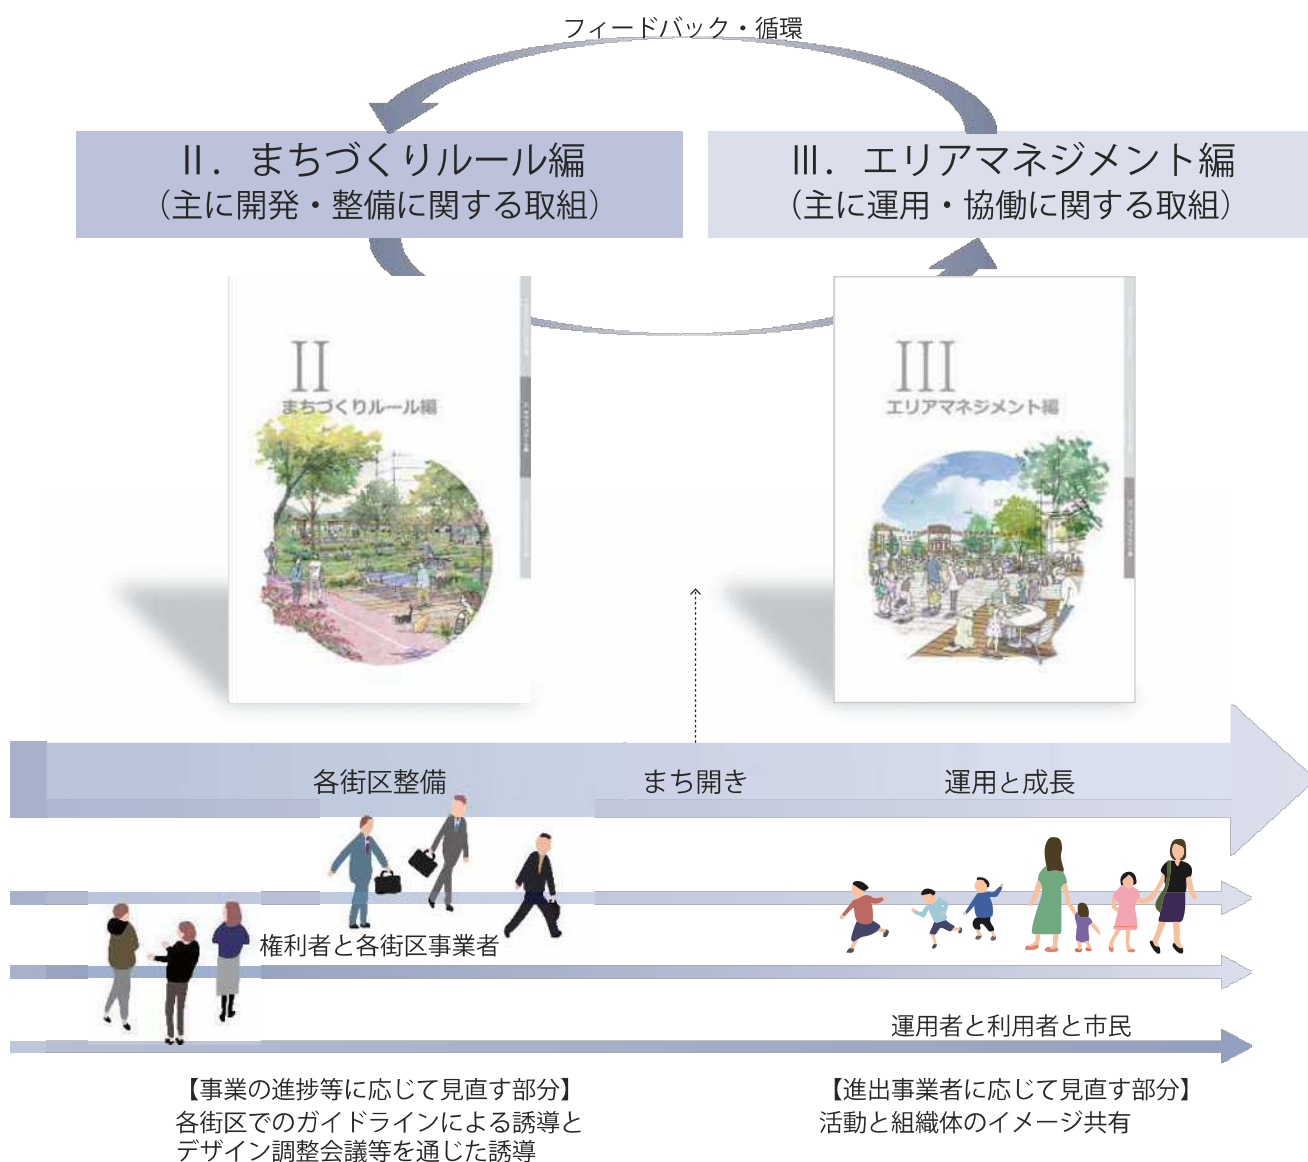 フィードバック・循環
Ⅱ．まちづくりルール編
（主に開発・整備に関する取組）
Ⅲ．エリアマネジメント編
（主に運用・協働に関する取組）
Ⅱ
まちづくりルール編
Ⅲ
エリアマネジメント編
各街区整備
まち開き
運用と成長
権利者と各街区事業者
運用者と利用者と市民
【事業の進捗等に応じて見直す部分】
各街区でのガイドラインによる誘導と
デザイン調整会議等を通じた誘導
【進出事業者に応じて見直す部分】
活動と組織体のイメージ共有